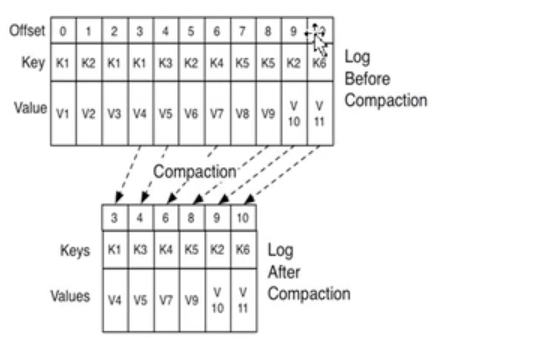 Offset 0 1 2 3 4 5 6 7 8 9
Key K1 K2 K1 K1 K3 K2 K4 K5 K5 K2 K6
Value V1 V2 V3 V4 V5 V6 V7 V8 V9 V 10 V 11
Log
Before
Compaction
Compaction
3 4 6 8 9 10
Keys K1 K3 K4 K5 K2 K6
Values V4 V5 V7 V9 V 10 V 11
Log
After
Compaction